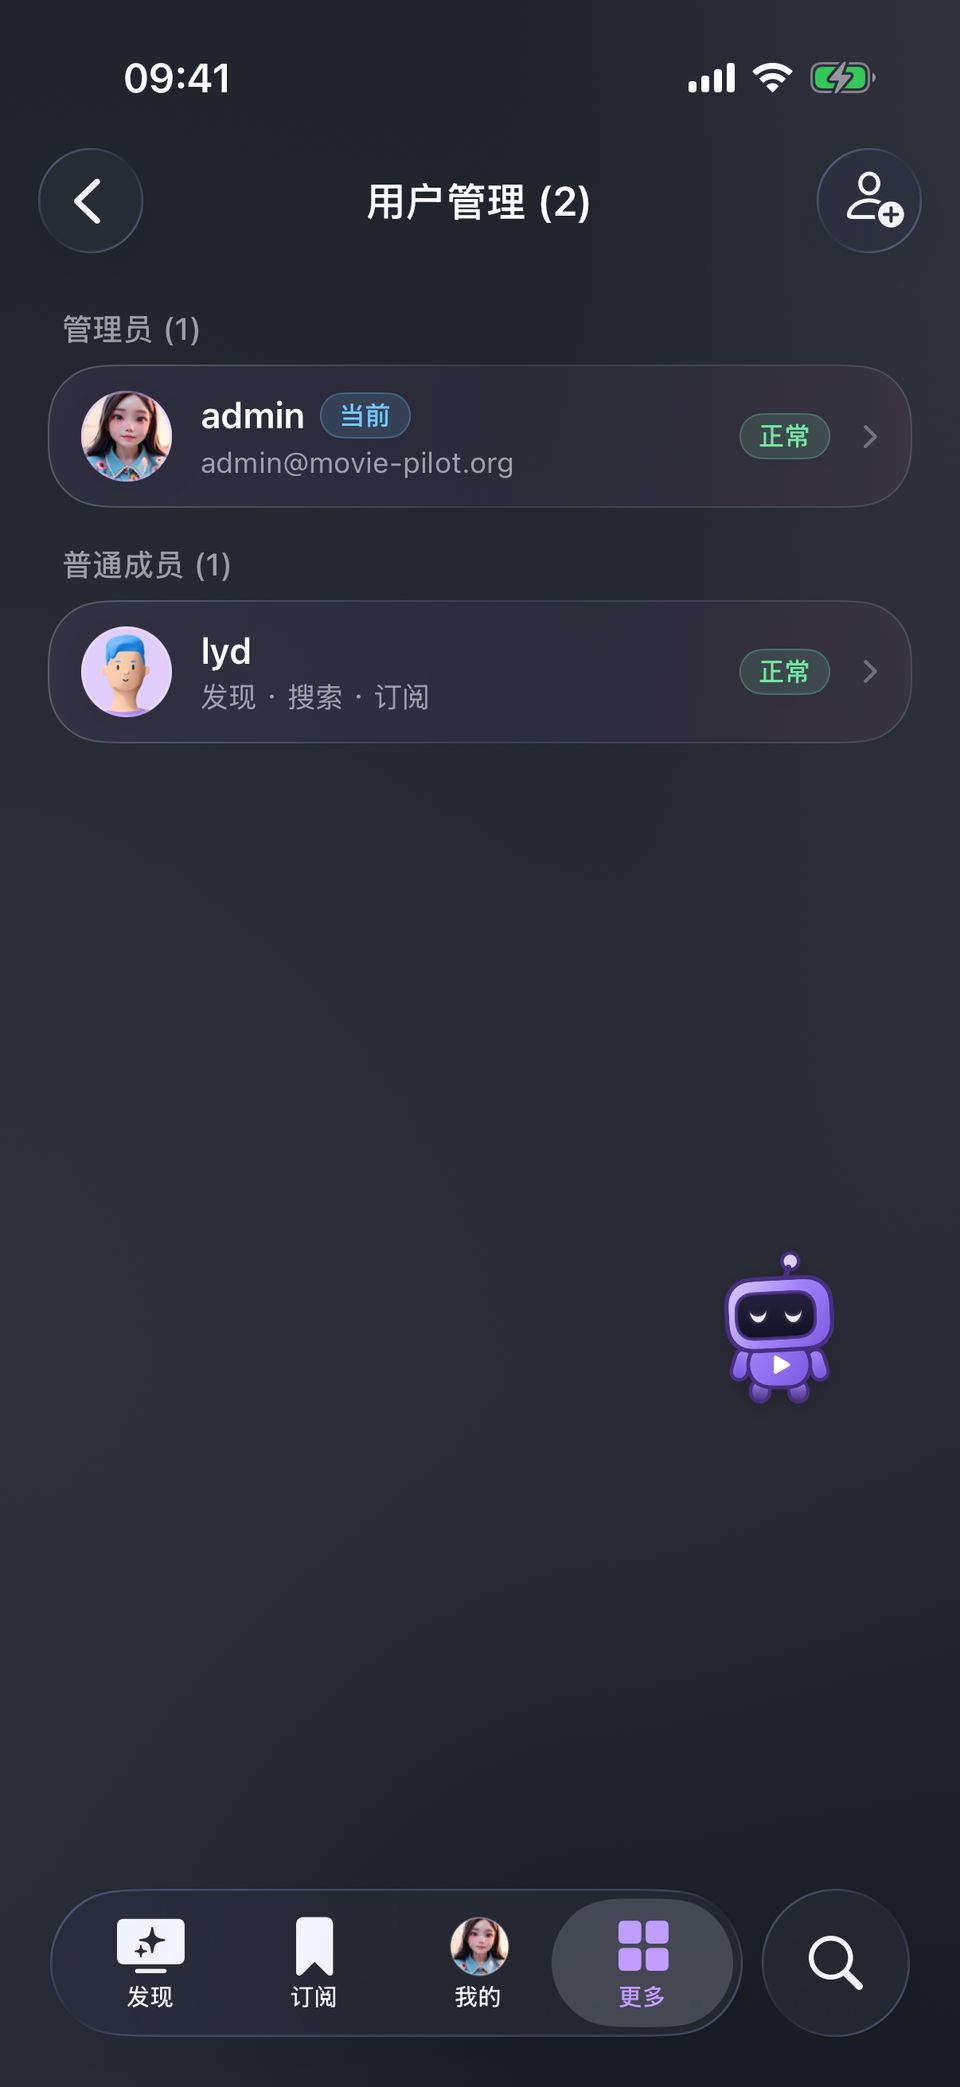 09:41
用户管理 (2)
管理员 (1)
admin 当前
admin@movie-pilot.org
正常
普通成员 (1)
lyd
发现 · 搜索 · 订阅
正常
发现
订阅
我的
更多